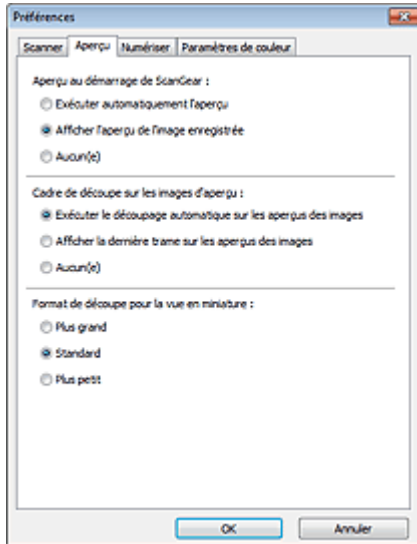 Préférences
Scanner Aperçu Numériser Paramètres de couleur
Aperçu au démarrage de ScanGear :
Exécuter automatiquement l'aperçu
Afficher l'aperçu de l'image enregistrée
Aucun(e)
Cadre de découpe sur les images d'aperçu :
Exécuter le découpage automatique sur les aperçus des images
Afficher la dernière trame sur les aperçus des images
Aucun(e)
Format de découpe pour la vue en miniature :
Plus grand
Standard
Plus petit
OK Annuler